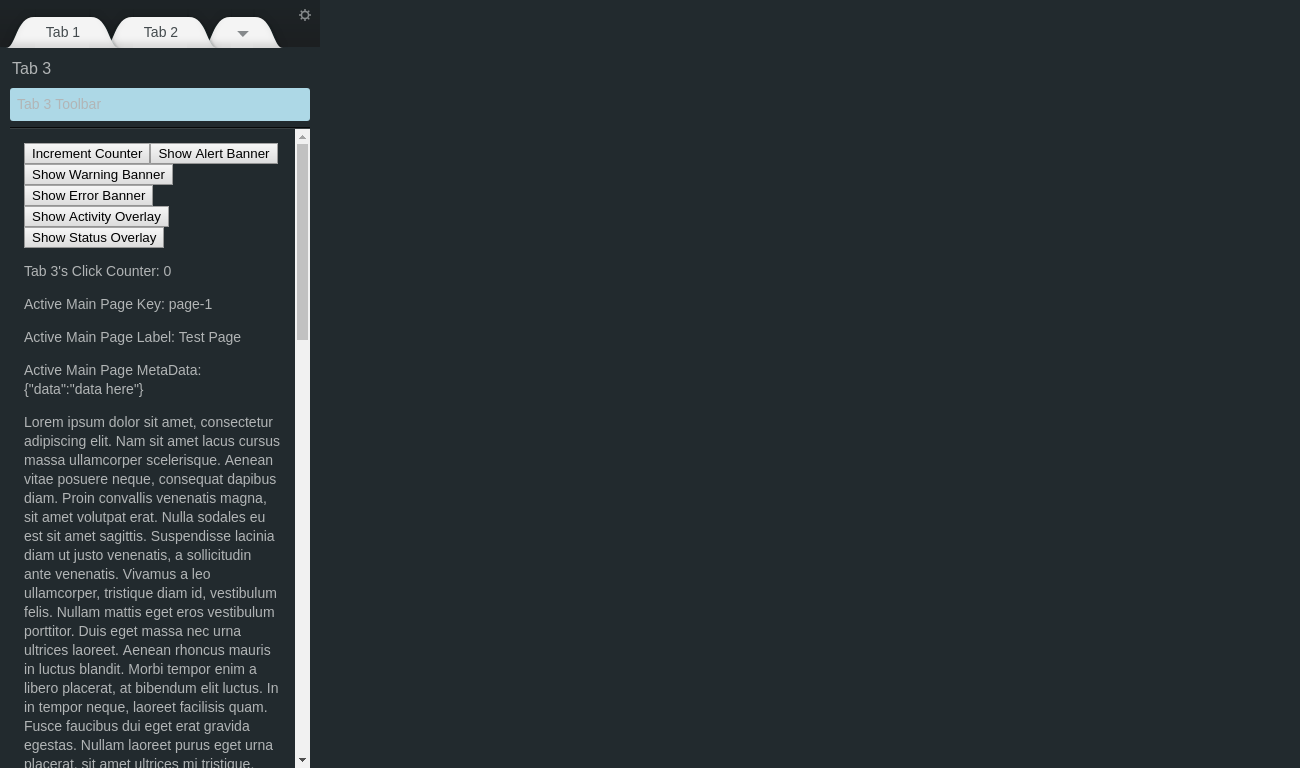 Tab 1
Tab 2
Tab 3
Tab 3 Toolbar
Increment Counter
Show Alert Banner
Show Warning Banner
Show Error Banner
Show Activity Overlay
Show Status Overlay
Tab 3's Click Counter: 0
Active Main Page Key: page-1
Active Main Page Label: Test Page
Active Main Page MetaData:
{"data":"data here"}
Lorem ipsum dolor sit amet, consectetur
adipiscing elit. Nam sit amet lacus cursus
massa ullamcorper scelerisque. Aenean
vitae posuere neque, consequat dapibus
diam. Proin convallis venenatis magna,
sit amet volutpat erat. Nulla sodales eu
est sit amet sagittis. Suspendisse lacinia
diam ut justo venenatis, a sollicitudin
ante venenatis. Vivamus a leo
ullamcorper, tristique diam id, vestibulum
felis. Nullam mattis eget eros vestibulum
porttitor. Duis eget massa nec urna
ultrices laoreet. Aenean rhoncus mauris
in luctus blandit. Morbi tempor enim a
libero placerat, at bibendum elit luctus. In
in tempor neque, laoreet facilisis quam.
Fusce faucibus dui eget erat gravida
egestas. Nullam laoreet purus eget urna
placerat, sit amet ultrices mi tristique.